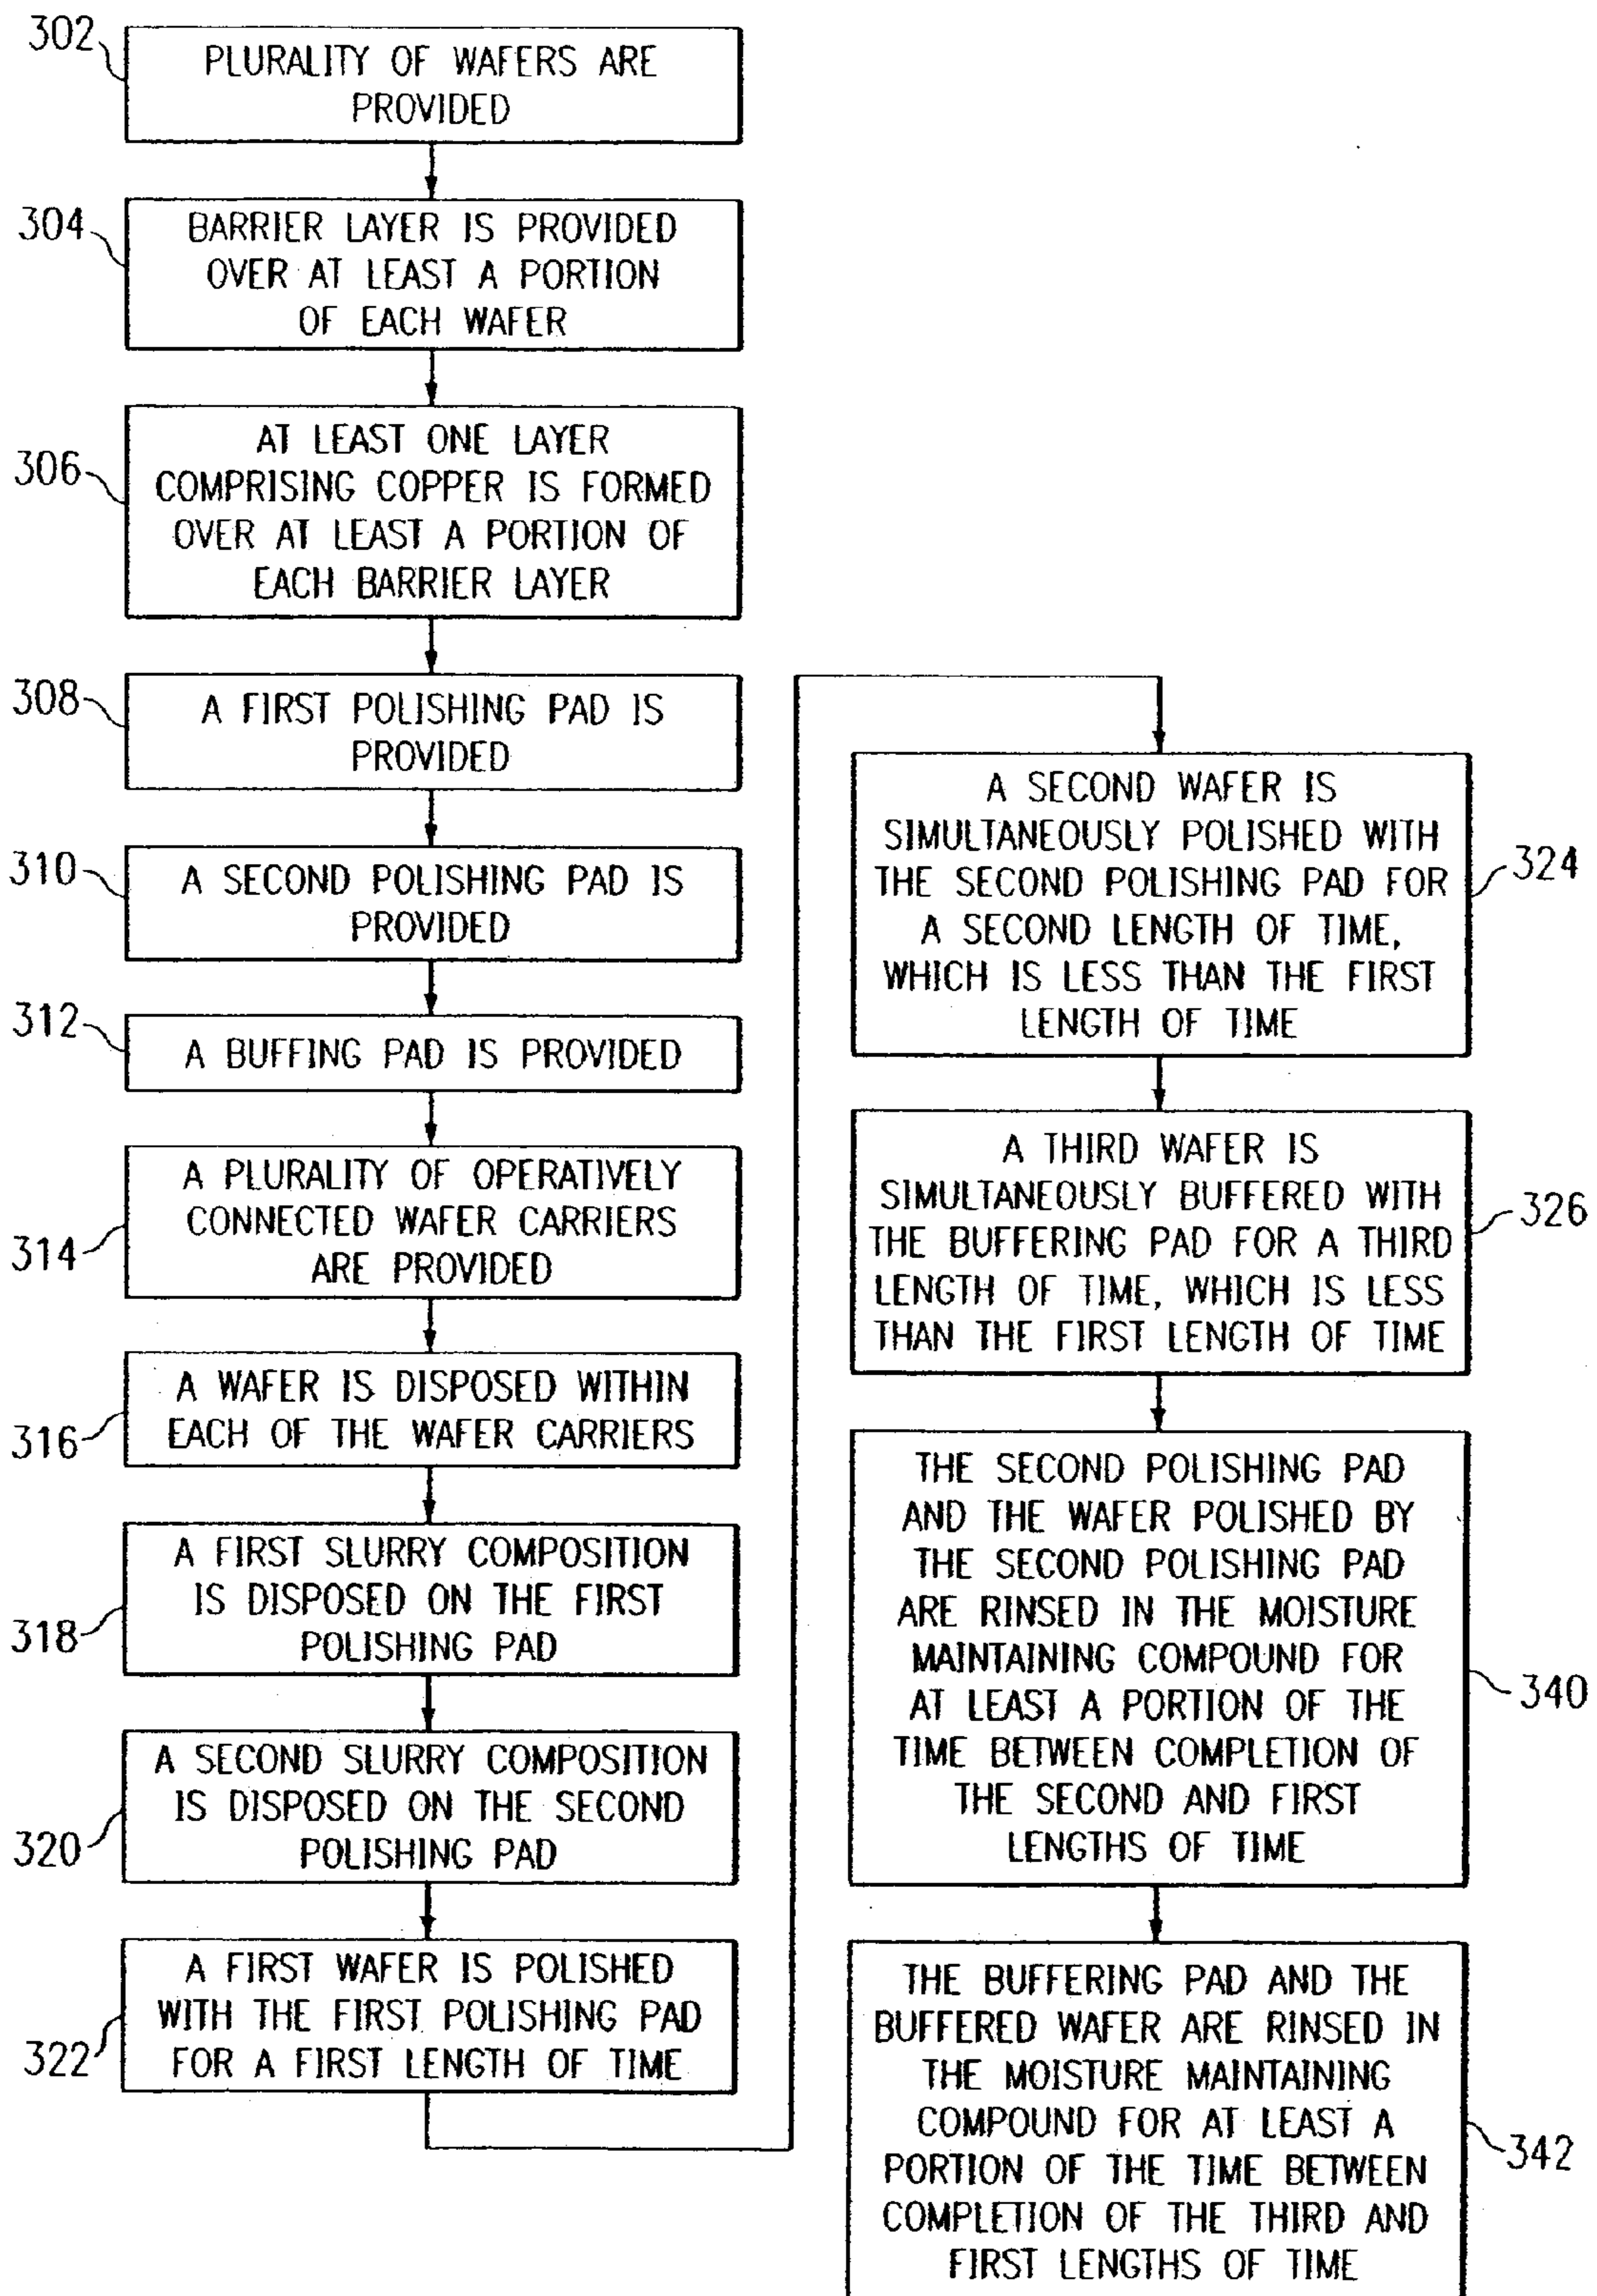 302
PLURALITY OF WAFERS ARE
PROVIDED
304
BARRIER LAYER IS PROVIDED
OVER AT LEAST A PORTION
OF EACH WAFER
306
AT LEAST ONE LAYER
COMPRISING COPPER IS FORMED
OVER AT LEAST A PORTION OF
EACH BARRIER LAYER
308
A FIRST POLISHING PAD IS
PROVIDED
310
A SECOND POLISHING PAD IS
PROVIDED
312
A BUFFING PAD IS PROVIDED
314
A PLURALITY OF OPERATIVELY
CONNECTED WAFER CARRIERS
ARE PROVIDED
316
A WAFER IS DISPOSED WITHIN
EACH OF THE WAFER CARRIERS
318
A FIRST SLURRY COMPOSITION
IS DISPOSED ON THE FIRST
POLISHING PAD
320
A SECOND SLURRY COMPOSITION
IS DISPOSED ON THE SECOND
POLISHING PAD
322
A FIRST WAFER IS POLISHED
WITH THE FIRST POLISHING PAD
FOR A FIRST LENGTH OF TIME
324
A SECOND WAFER IS
SIMULTANEOUSLY POLISHED WITH
THE SECOND POLISHING PAD FOR
A SECOND LENGTH OF TIME,
WHICH IS LESS THAN THE FIRST
LENGTH OF TIME
326
A THIRD WAFER IS
SIMULTANEOUSLY BUFFERED WITH
THE BUFFERING PAD FOR A THIRD
LENGTH OF TIME, WHICH IS LESS
THAN THE FIRST LENGTH OF TIME
340
THE SECOND POLISHING PAD
AND THE WAFER POLISHED BY
THE SECOND POLISHING PAD
ARE RINSED IN THE MOISTURE
MAINTAINING COMPOUND FOR
AT LEAST A PORTION OF THE
TIME BETWEEN COMPLETION OF
THE SECOND AND FIRST
LENGTHS OF TIME
342
THE BUFFERING PAD AND THE
BUFFERED WAFER ARE RINSED IN
THE MOISTURE MAINTAINING
COMPOUND FOR AT LEAST A
PORTION OF THE TIME BETWEEN
COMPLETION OF THE THIRD AND
FIRST LENGTHS OF TIME